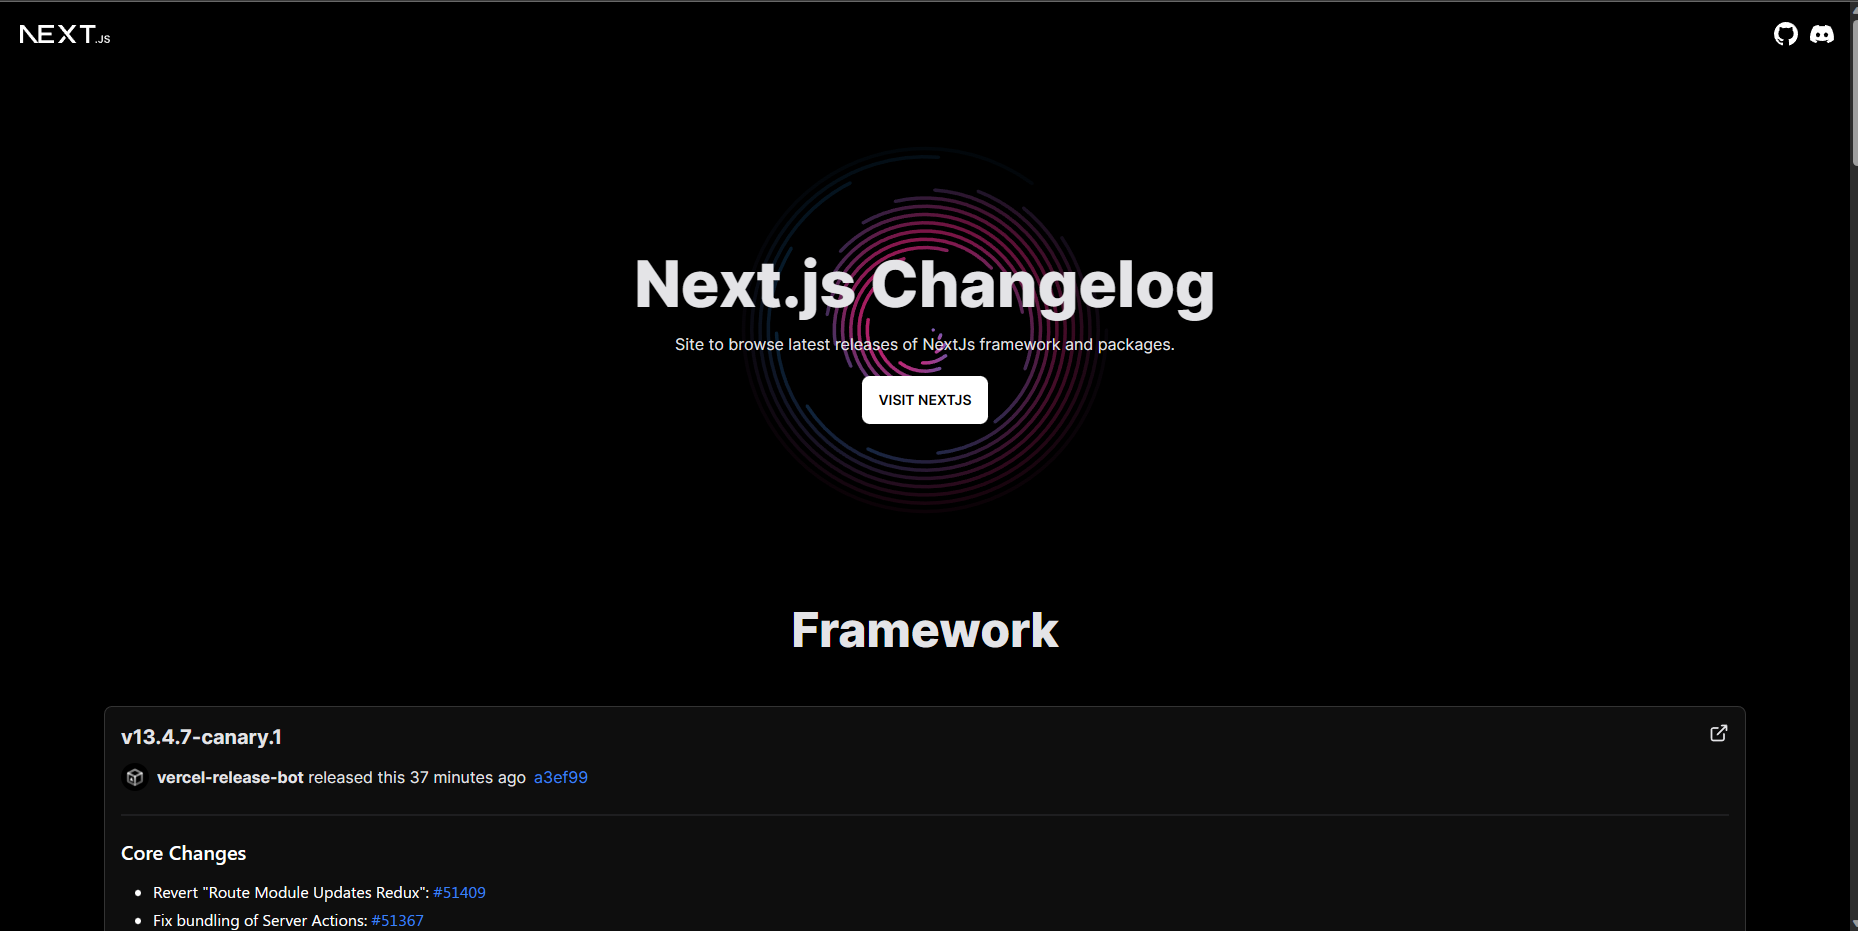 NEXT.JS
Next.js Changelog
Site to browse latest releases of NextJs framework and packages.
VISIT NEXTJS
Framework
v13.4.7-canary.1
vercel-release-bot released this 37 minutes ago a3ef99
Core Changes
• Revert "Route Module Updates Redux": #51409
• Fix bundling of Server Actions: #51367